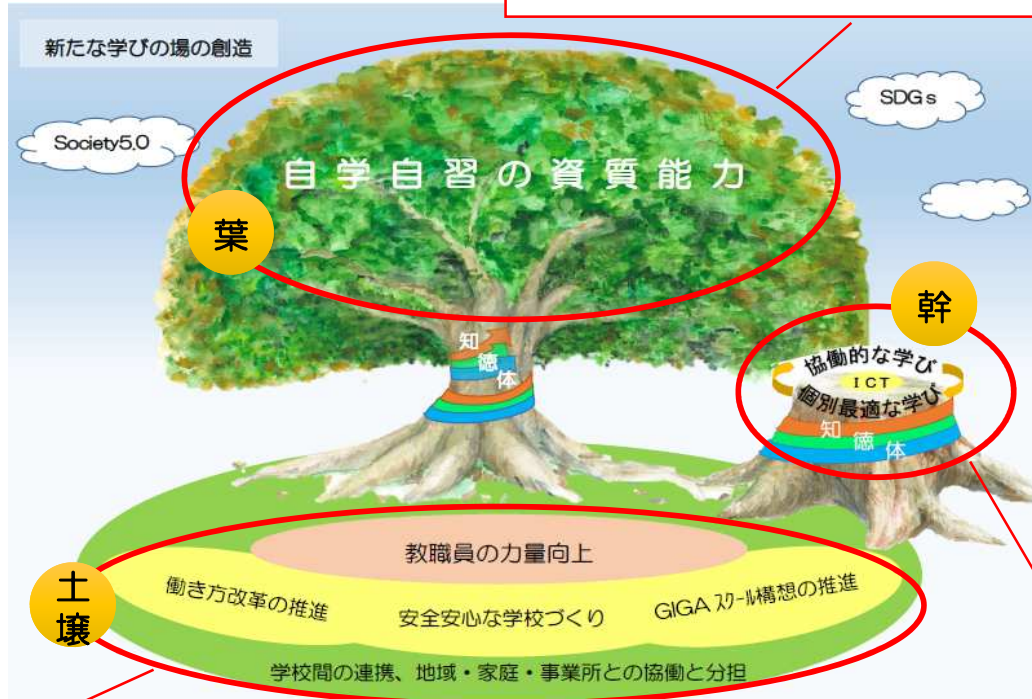 新たな学びの場の創造
Society5.0
SDGs
自学自習の資質能力
葉
幹
知
徳
体
協働的な学び
ICT
個別最適な学び
知
徳
体
土壌
教職員の力量向上
働き方改革の推進
安全安心な学校づくり
GIGAスクール構想の推進
学校間の連携、地域・家庭・事業所との協働と分担